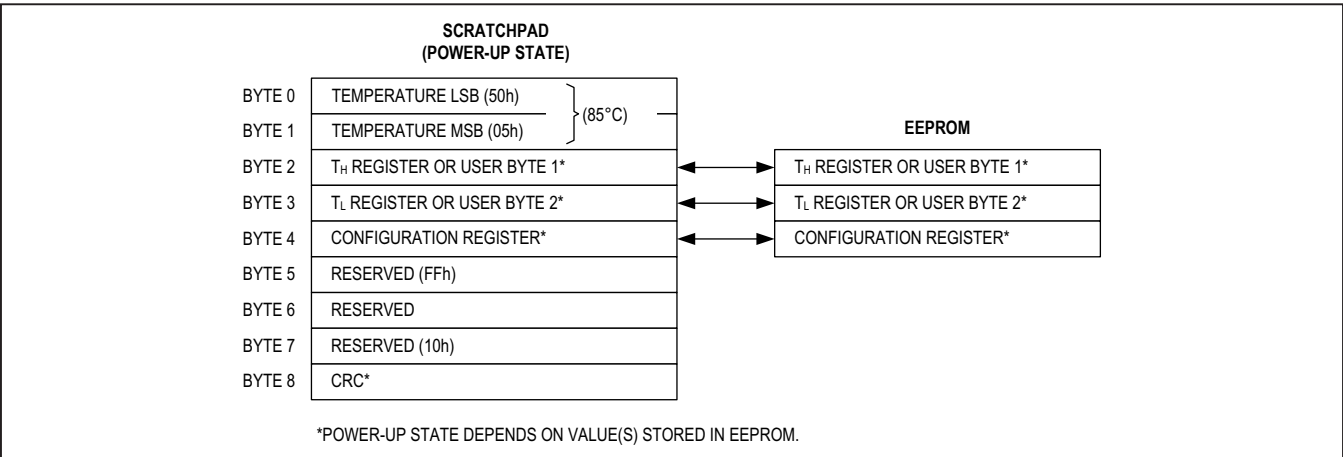 SCRATCHPAD
(POWER-UP STATE)
BYTE 0 TEMPERATURE LSB (50h)
(85°C)
BYTE 1 TEMPERATURE MSB (05h)
EEPROM
BYTE 2 TH REGISTER OR USER BYTE 1* TH REGISTER OR USER BYTE 1*
BYTE 3 TL REGISTER OR USER BYTE 2* TL REGISTER OR USER BYTE 2*
BYTE 4 CONFIGURATION REGISTER* CONFIGURATION REGISTER*
BYTE 5 RESERVED (FFh)
BYTE 6 RESERVED
BYTE 7 RESERVED (10h)
BYTE 8 CRC*
*POWER-UP STATE DEPENDS ON VALUE(S) STORED IN EEPROM.